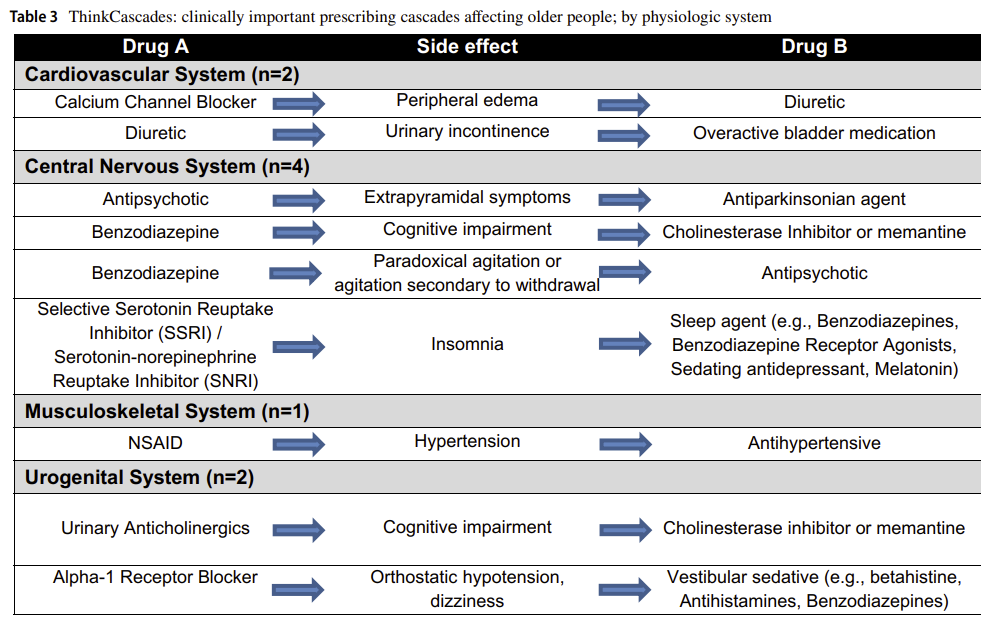 Table 3 ThinkCascades: clinically important prescribing cascades affecting older people; by physiologic system
Drug A Side effect Drug B
Cardiovascular System (n=2)
Calcium Channel Blocker Peripheral edema Diuretic
Diuretic Urinary incontinence Overactive bladder medication
Central Nervous System (n=4)
Antipsychotic Extrapyramidal symptoms Antiparkinsonian agent
Benzodiazepine Cognitive impairment Cholinesterase Inhibitor or memantine
Benzodiazepine
Paradoxical agitation or
agitation secondary to withdrawal
Antipsychotic
Selective Serotonin Reuptake
Inhibitor (SSRI) /
Serotonin-norepinephrine
Reuptake Inhibitor (SNRI)
Insomnia
Sleep agent (e.g., Benzodiazepines,
Benzodiazepine Receptor Agonists,
Sedating antidepressant, Melatonin)
Musculoskeletal System (n=1)
NSAID Hypertension Antihypertensive
Urogenital System (n=2)
Urinary Anticholinergics Cognitive impairment Cholinesterase inhibitor or memantine
Alpha-1 Receptor Blocker
Orthostatic hypotension,
dizziness
Vestibular sedative (e.g., betahistine,
Antihistamines, Benzodiazepines)